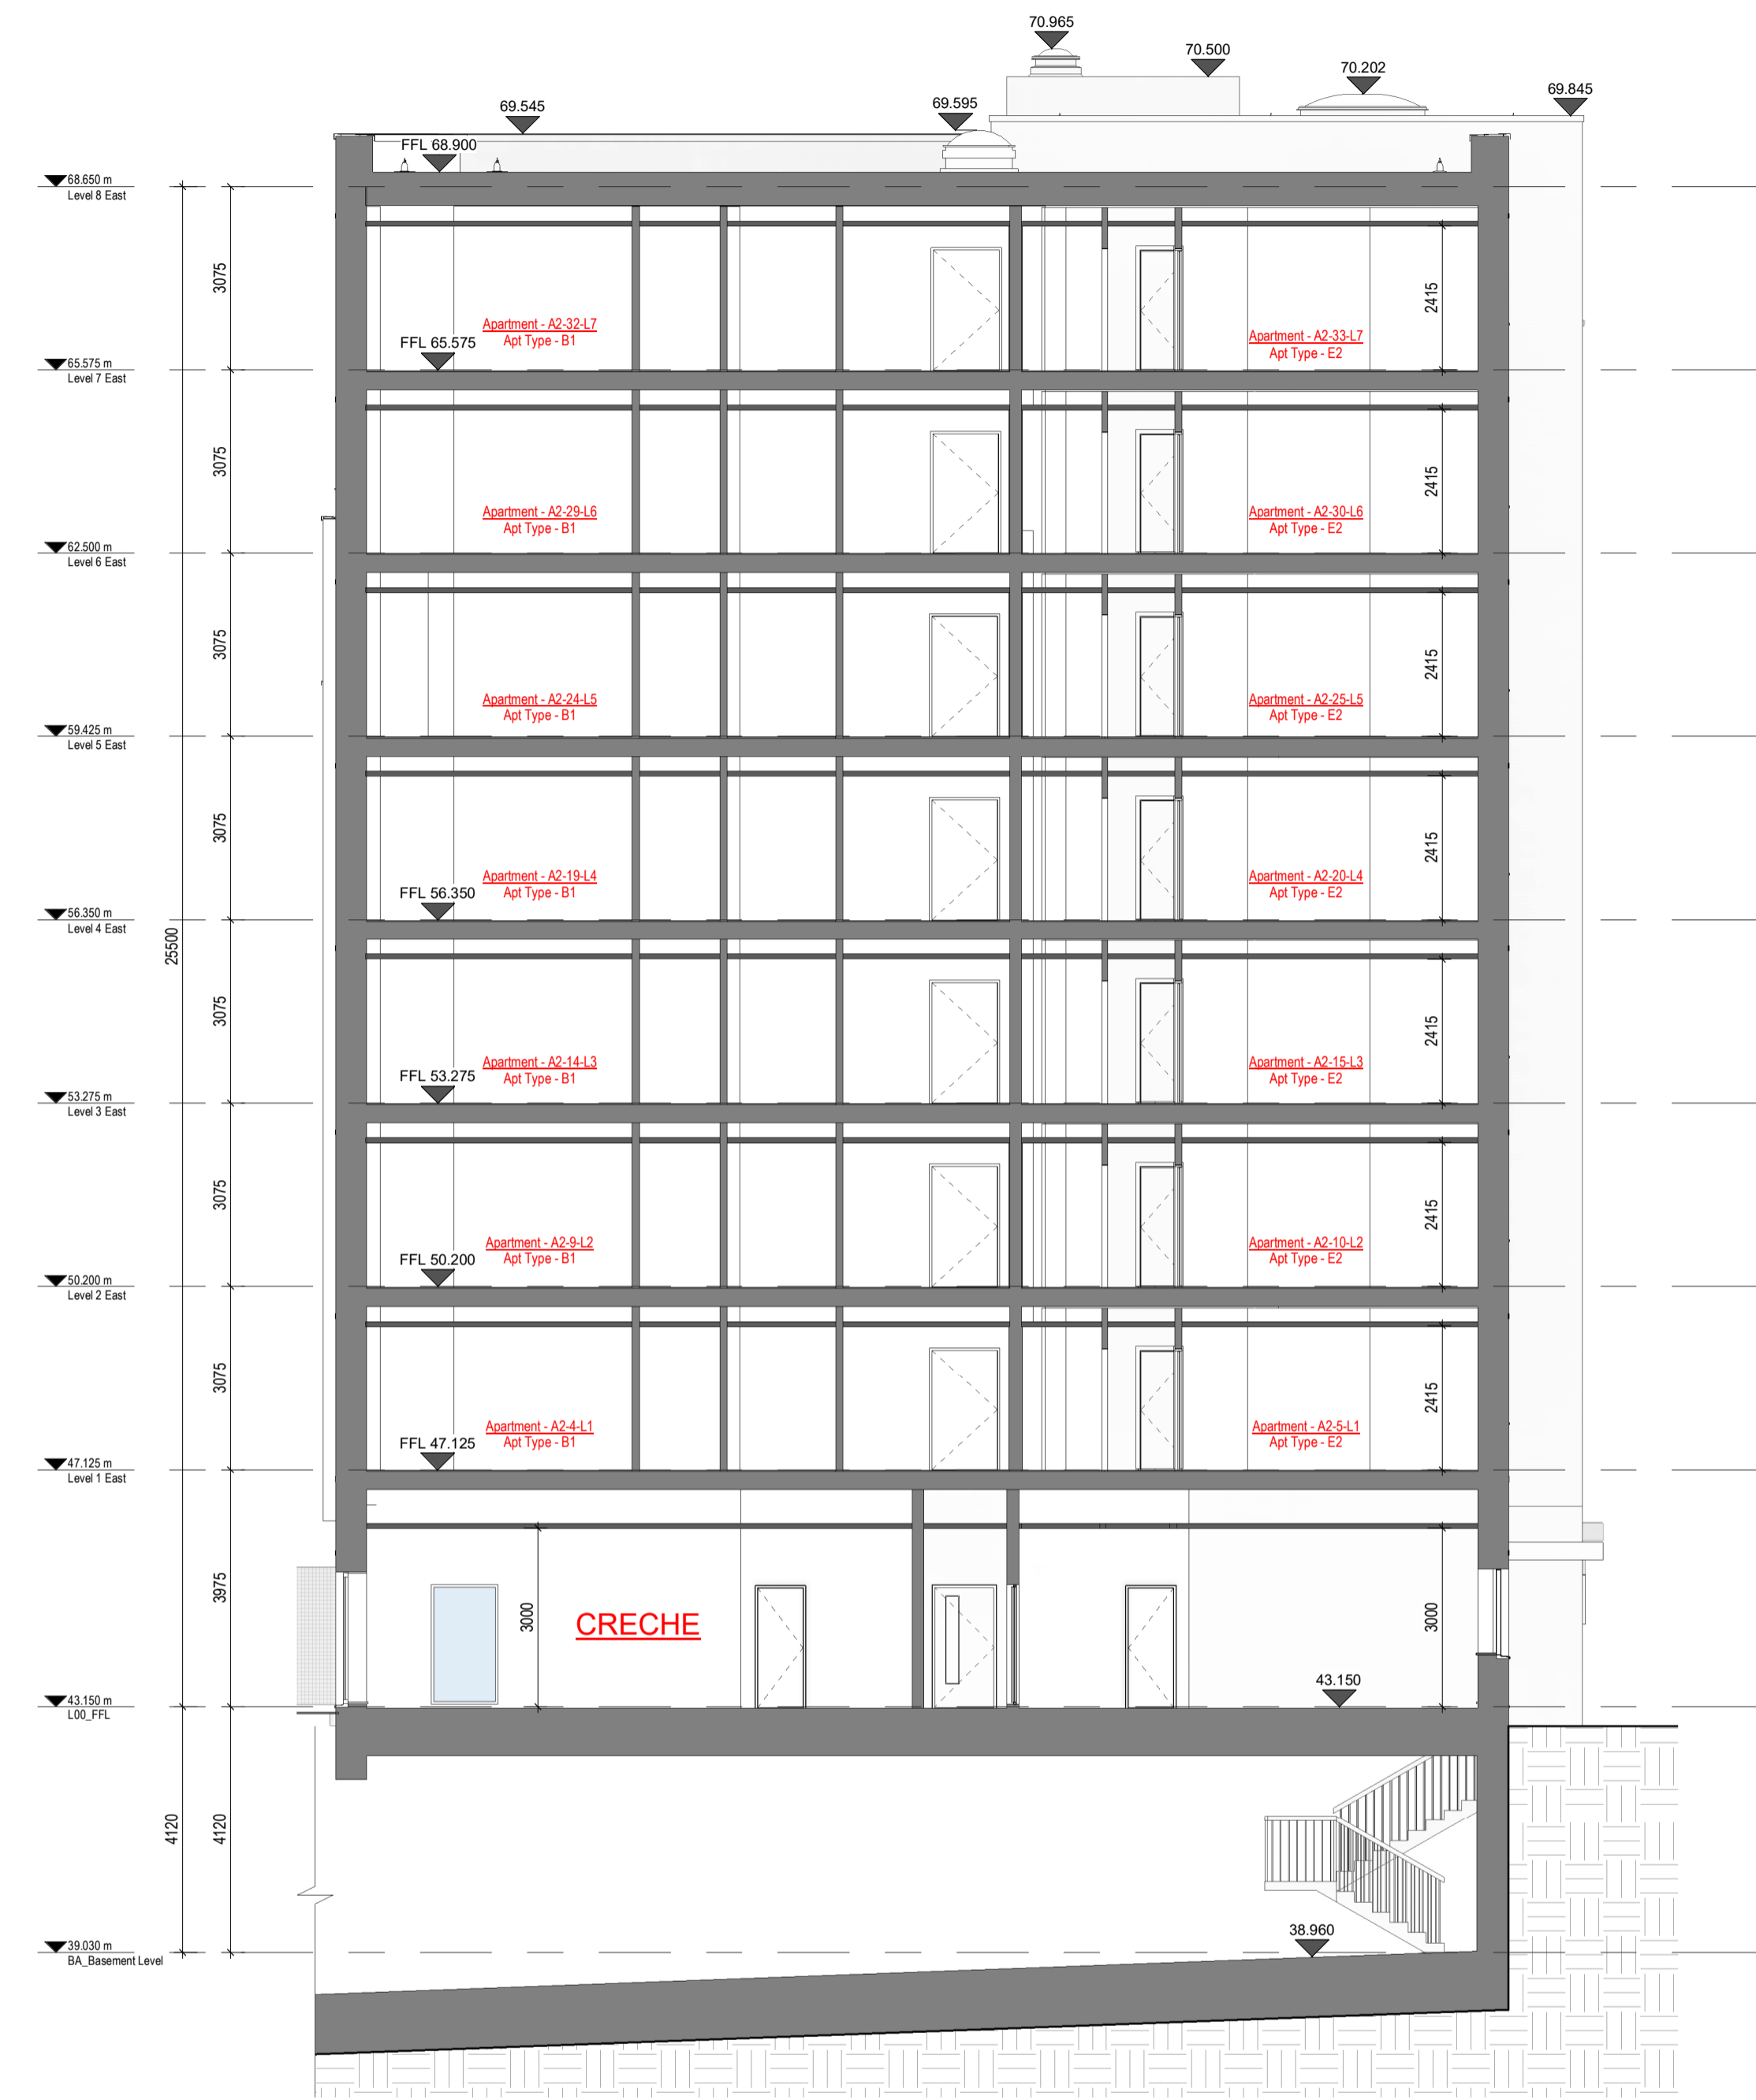 70.965
70.500
70.202
69.845
69.545
69.595
FFL 68.900
68.650 m
Level 8 East
3075
2415
Apartment - A2-32-L7
Apt Type - B1
Apartment - A2-33-L7
Apt Type - E2
FFL 65.575
65.575 m
Level 7 East
3075
2415
Apartment - A2-29-L6
Apt Type - B1
Apartment - A2-30-L6
Apt Type - E2
62.500 m
Level 6 East
3075
2415
Apartment - A2-24-L5
Apt Type - B1
Apartment - A2-25-L5
Apt Type - E2
59.425 m
Level 5 East
3075
2415
Apartment - A2-19-L4
Apt Type - B1
Apartment - A2-20-L4
Apt Type - E2
FFL 56.350
56.350 m
Level 4 East
25500
3075
2415
Apartment - A2-14-L3
Apt Type - B1
Apartment - A2-15-L3
Apt Type - E2
FFL 53.275
53.275 m
Level 3 East
3075
2415
Apartment - A2-9-L2
Apt Type - B1
Apartment - A2-10-L2
Apt Type - E2
FFL 50.200
50.200 m
Level 2 East
3075
2415
Apartment - A2-4-L1
Apt Type - B1
Apartment - A2-5-L1
Apt Type - E2
FFL 47.125
47.125 m
Level 1 East
3975
3000
CRECHE
3000
43.150
43.150 m
L00_FFL
4120
4120
38.960
39.030 m
BA_Basement Level